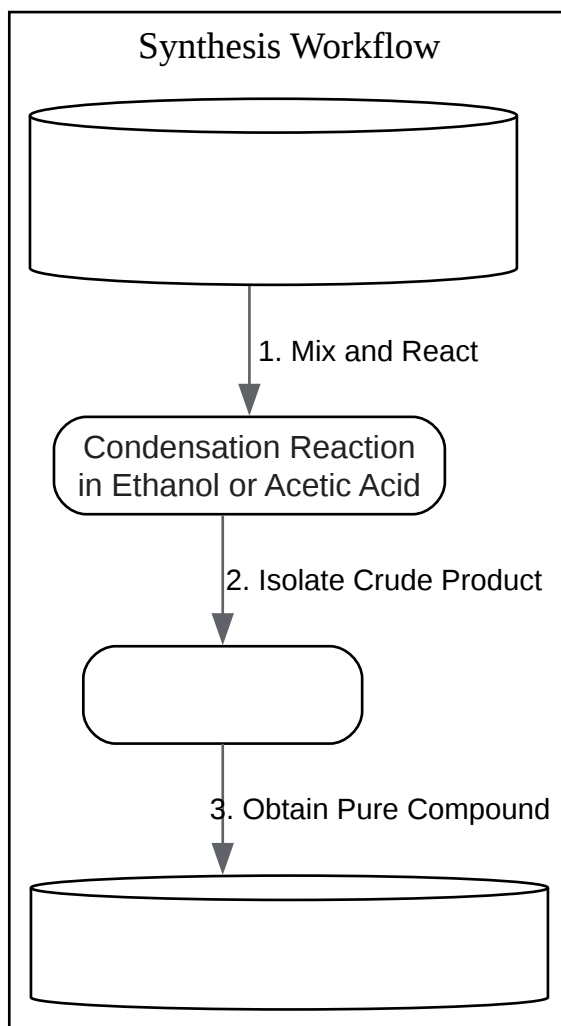 Synthesis Workflow
1. Mix and React
Condensation Reaction
in Ethanol or Acetic Acid
2. Isolate Crude Product
3. Obtain Pure Compound